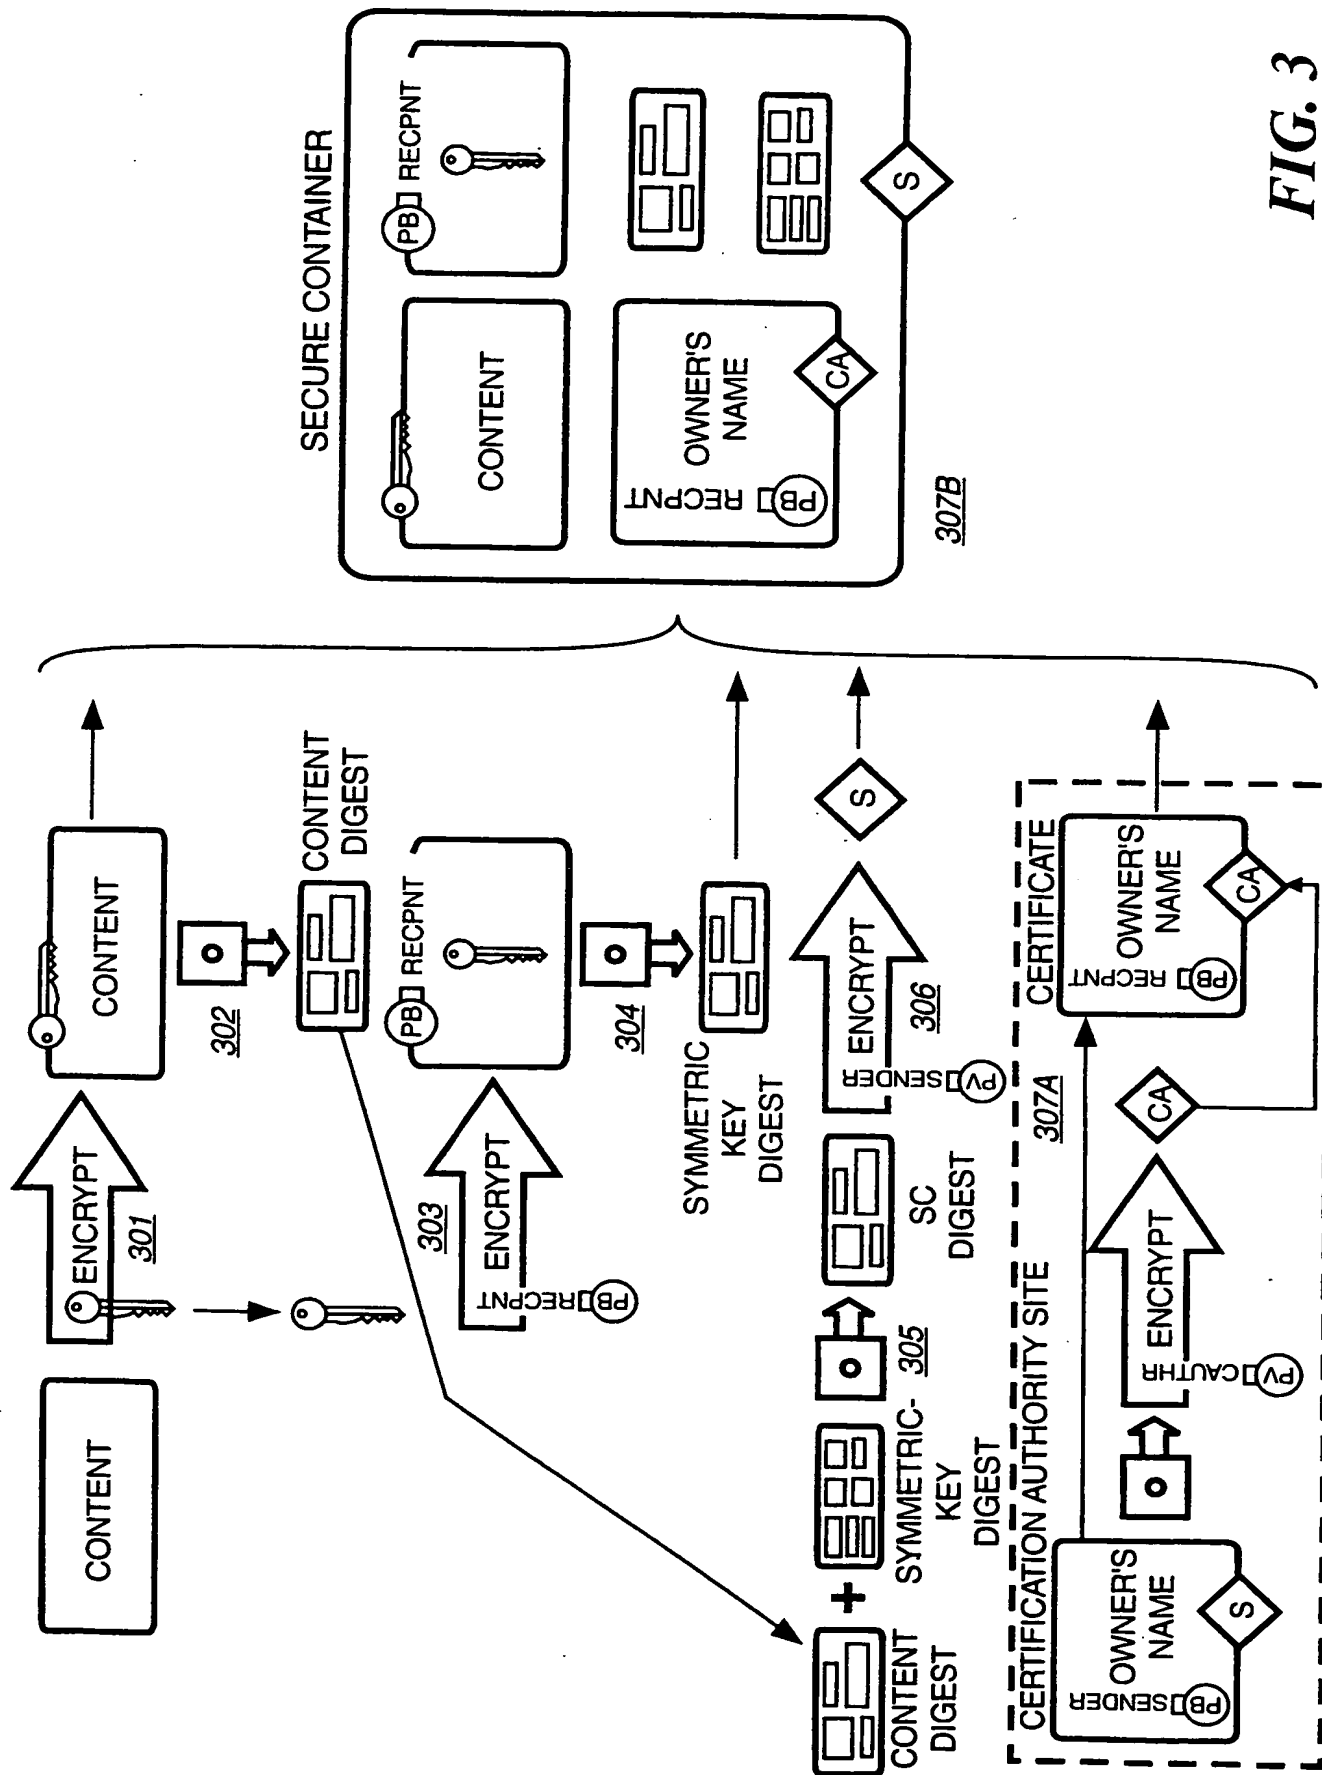 CONTENT
ENCRYPT
301
CONTENT
302
CONTENT
DIGEST
303
ENCRYPT
RECPNT
PB
PB
RECPNT
304
SYMMETRIC
KEY
DIGEST
CONTENT
DIGEST
+
SYMMETRIC-
KEY
DIGEST
305
SC
DIGEST
ENCRYPT
306
SENDER
PV
S
CERTIFICATION AUTHORITY SITE
307A
OWNER'S
NAME
SENDER
PB
S
ENCRYPT
CAUTHR
PV
CA
CERTIFICATE
OWNER'S
NAME
RECPNT
PB
CA
SECURE CONTAINER
CONTENT
PB
RECPNT
OWNER'S
NAME
RECPNT
PB
CA
S
307B
FIG. 3